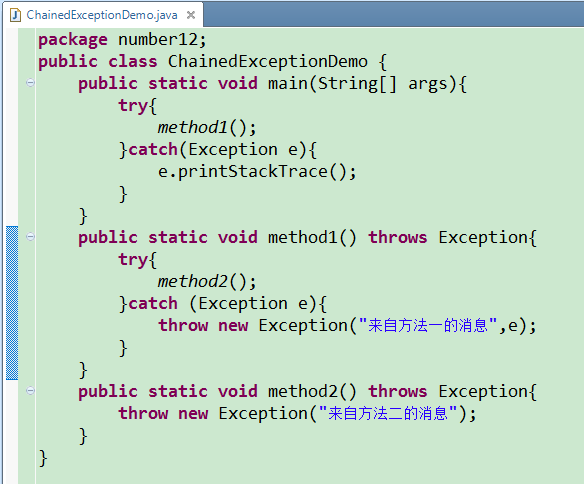 ChainedExceptionDemo.java
package number12;
public class ChainedExceptionDemo {
    public static void main(String[] args){
        try{
            method1();
        }catch(Exception e){
            e.printStackTrace();
        }
    }
    public static void method1() throws Exception{
        try{
            method2();
        }catch (Exception e){
            throw new Exception("来自方法一的消息",e);
        }
    }
    public static void method2() throws Exception{
        throw new Exception("来自方法二的消息");
    }
}